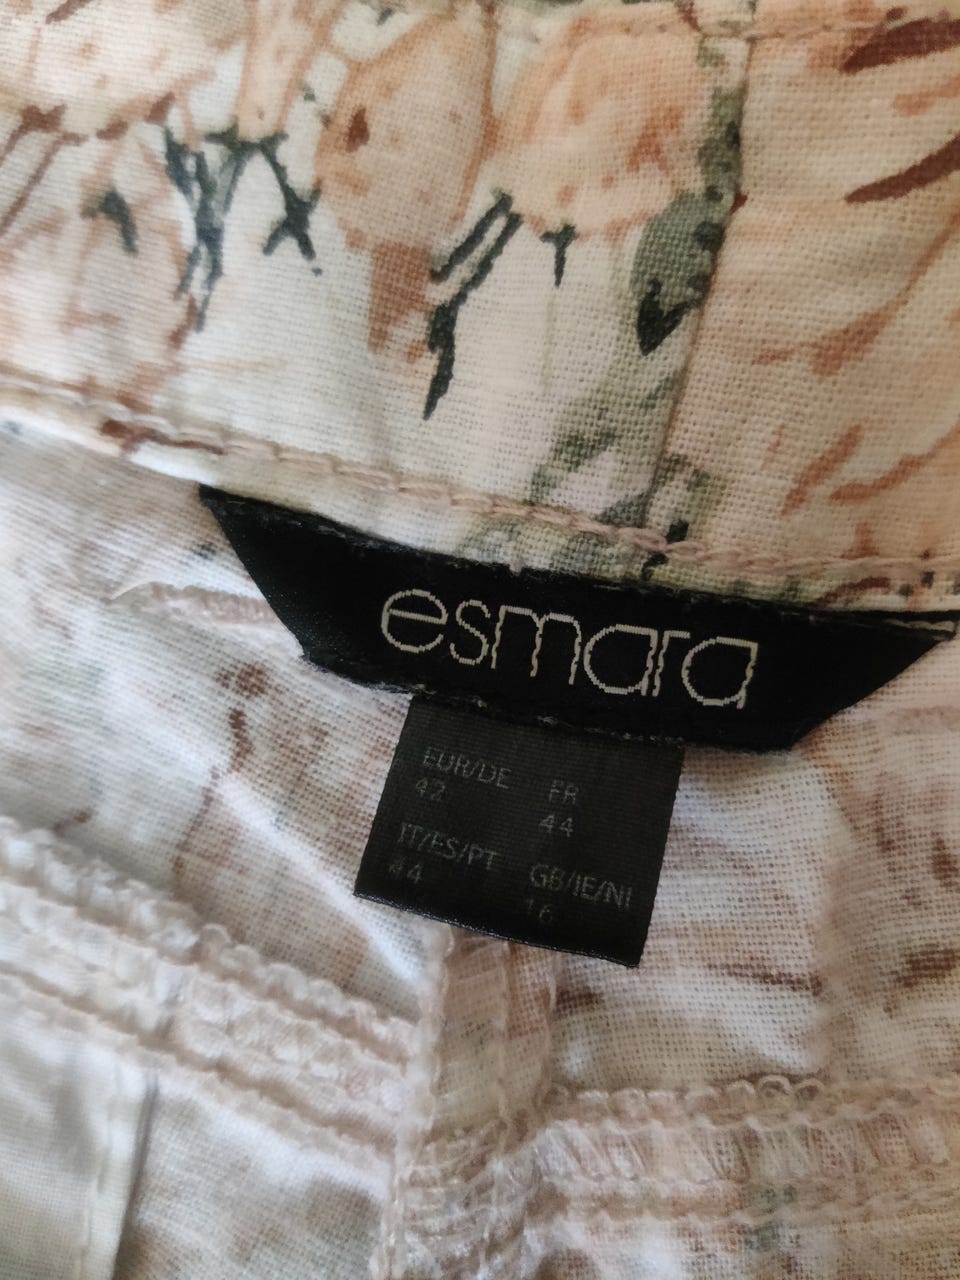 esmara
EUR/DE FR
42 44
IT/ES/PT GB/IE/NI
44 16